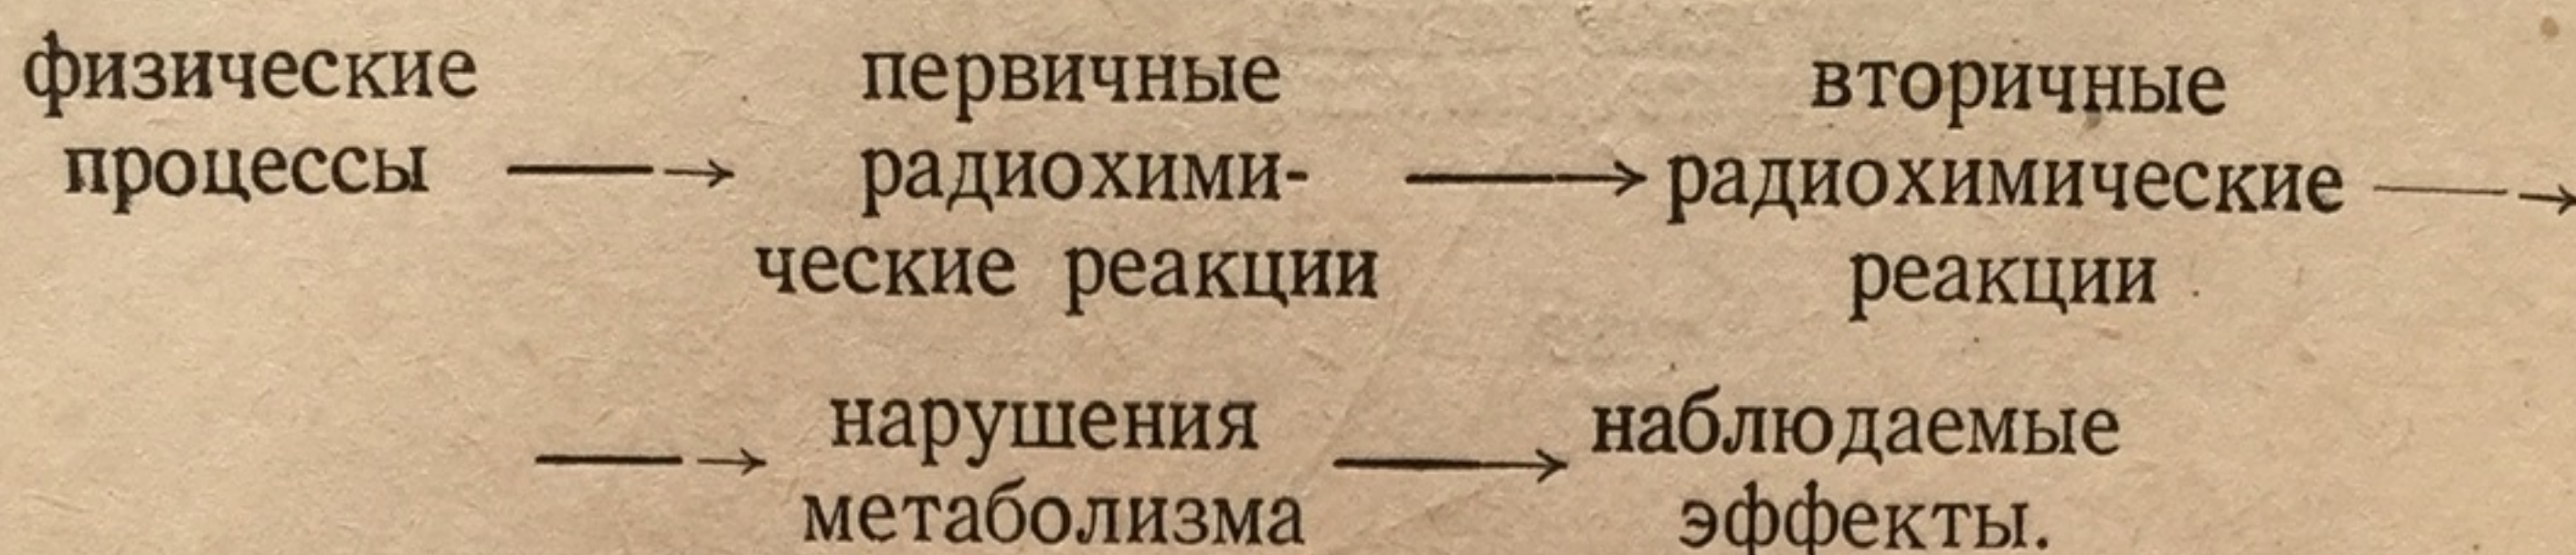 физические первичные вторичные
процессы —→ радиохими- —→ радиохимические —→
ческие реакции реакции
—→ нарушения —→ наблюдаемые
метаболизма эффекты.